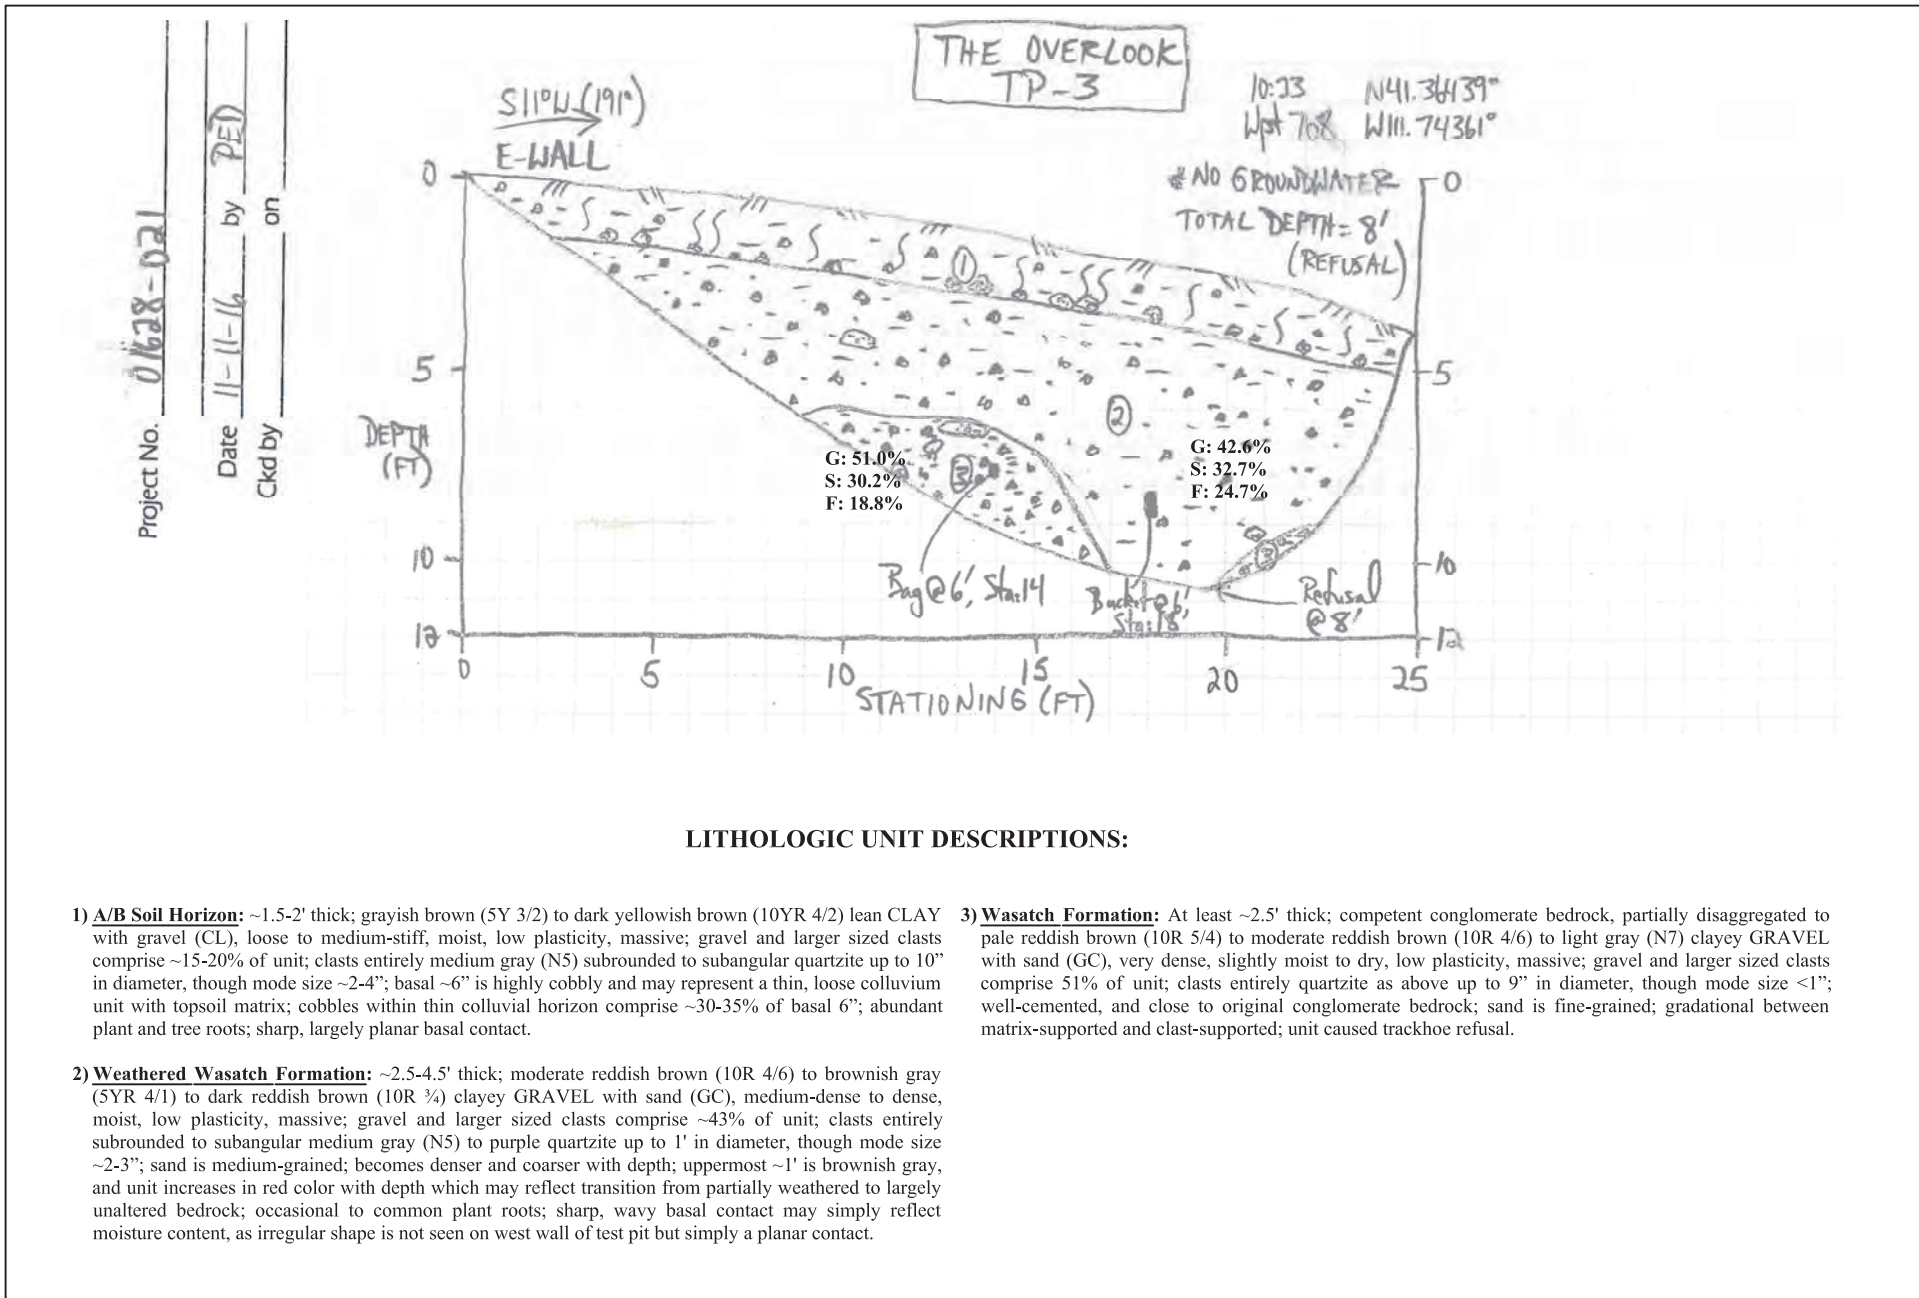 Project No. 01628-021
Date 11-11-16 by PED
Ckd by on
THE OVERLOOK
TP-3
S11°W (191°)
E-WALL
10:33 N41.36439°
Wpt 708 W111.74361°
* NO GROUNDWATER
TOTAL DEPTH = 8'
(REFUSAL)
0
5
10
12
DEPTH
(FT)
0
5
10
12
1
2
3
3
G: 51.0%
S: 30.2%
F: 18.8%
G: 42.6%
S: 32.7%
F: 24.7%
Bag @ 6', Sta: 14
Bucket @ 6',
Sta: 18'
Refusal
@ 8'
0 5 10 15 20 25
STATIONING (FT)
LITHOLOGIC UNIT DESCRIPTIONS:
1) A/B Soil Horizon: ~1.5-2' thick; grayish brown (5Y 3/2) to dark yellowish brown (10YR 4/2) lean CLAY
with gravel (CL), loose to medium-stiff, moist, low plasticity, massive; gravel and larger sized clasts
comprise ~15-20% of unit; clasts entirely medium gray (N5) subrounded to subangular quartzite up to 10”
in diameter, though mode size ~2-4”; basal ~6” is highly cobbly and may represent a thin, loose colluvium
unit with topsoil matrix; cobbles within thin colluvial horizon comprise ~30-35% of basal 6”; abundant
plant and tree roots; sharp, largely planar basal contact.
2) Weathered Wasatch Formation: ~2.5-4.5' thick; moderate reddish brown (10R 4/6) to brownish gray
(5YR 4/1) to dark reddish brown (10R ¾) clayey GRAVEL with sand (GC), medium-dense to dense,
moist, low plasticity, massive; gravel and larger sized clasts comprise ~43% of unit; clasts entirely
subrounded to subangular medium gray (N5) to purple quartzite up to 1' in diameter, though mode size
~2-3”; sand is medium-grained; becomes denser and coarser with depth; uppermost ~1' is brownish gray,
and unit increases in red color with depth which may reflect transition from partially weathered to largely
unaltered bedrock; occasional to common plant roots; sharp, wavy basal contact may simply reflect
moisture content, as irregular shape is not seen on west wall of test pit but simply a planar contact.
3) Wasatch Formation: At least ~2.5' thick; competent conglomerate bedrock, partially disaggregated to
pale reddish brown (10R 5/4) to moderate reddish brown (10R 4/6) to light gray (N7) clayey GRAVEL
with sand (GC), very dense, slightly moist to dry, low plasticity, massive; gravel and larger sized clasts
comprise 51% of unit; clasts entirely quartzite as above up to 9” in diameter, though mode size <1”;
well-cemented, and close to original conglomerate bedrock; sand is fine-grained; gradational between
matrix-supported and clast-supported; unit caused trackhoe refusal.